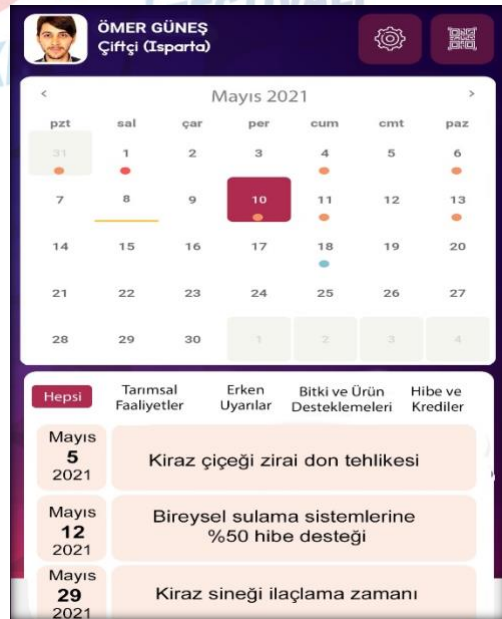 ÖMER GÜNEŞ
Çiftçi (Isparta)
< Mayıs 2021 >
pzt sal çar per cum cmt paz
31 1 2 3 4 5 6
7 8 9 10 11 12 13
14 15 16 17 18 19 20
21 22 23 24 25 26 27
28 29 30 1 2 3 4
Hepsi
Tarımsal
Faaliyetler
Erken
Uyarılar
Bitki ve Ürün
Desteklemeleri
Hibe ve
Krediler
Mayıs
5
2021
Kiraz çiçeği zirai don tehlikesi
Mayıs
12
2021
Bireysel sulama sistemlerine
%50 hibe desteği
Mayıs
29
2021
Kiraz sineği ilaçlama zamanı